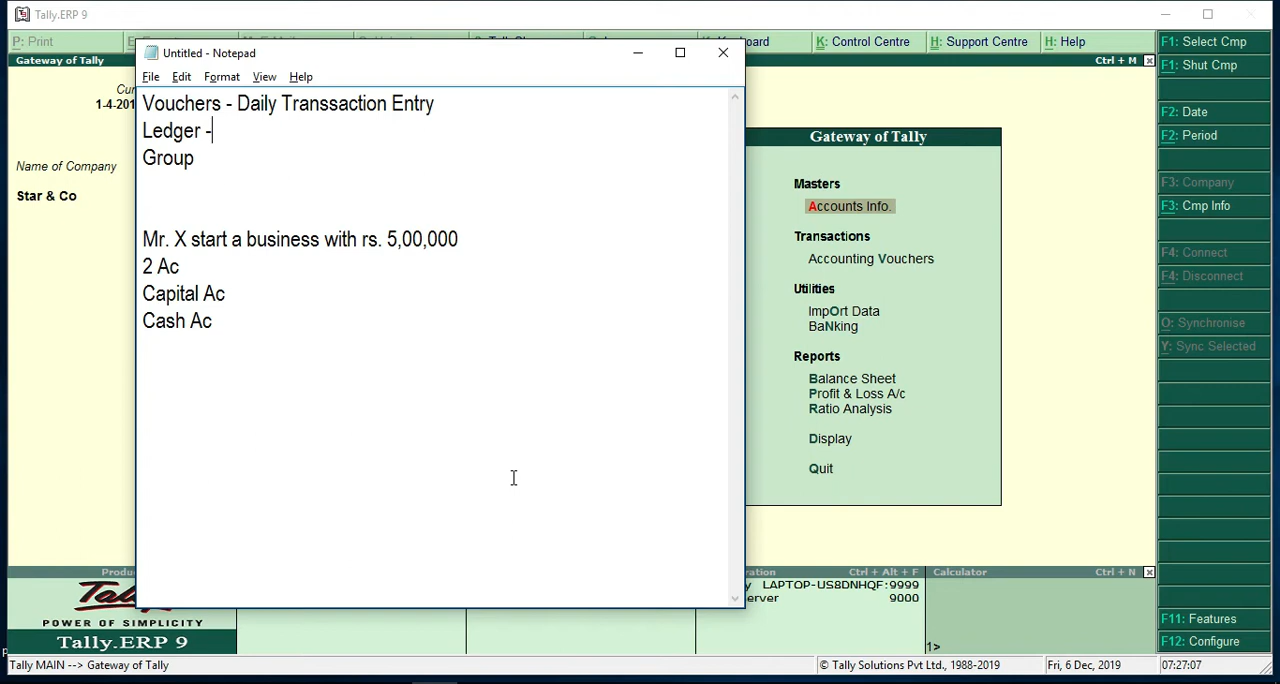 Tally.ERP 9
P: Print
K: Control Centre
H: Support Centre
H: Help
Gateway of Tally
Ctrl + M
1-4-201
Name of Company
Star & Co
Untitled - Notepad
File Edit Format View Help
Vouchers - Daily Transsaction Entry
Ledger -
Group
Mr. X start a business with rs. 5,00,000
2 Ac
Capital Ac
Cash Ac
Gateway of Tally
Masters
Accounts Info.
Transactions
Accounting Vouchers
Utilities
ImpOrt Data
BaNking
Reports
Balance Sheet
Profit & Loss A/c
Ratio Analysis
Display
Quit
F1: Select Cmp
F1: Shut Cmp
F2: Date
F2: Period
F3: Company
F3: Cmp Info
F4: Connect
F4: Disconnect
O: Synchronise
Y: Sync Selected
F11: Features
F12: Configure
POWER OF SIMPLICITY
Tally.ERP 9
Ctrl + Alt + F
LAPTOP-US8DNHQF:9999
9000
Calculator
Ctrl + N
1>
Tally MAIN --> Gateway of Tally
© Tally Solutions Pvt Ltd., 1988-2019
Fri, 6 Dec, 2019
07:27:07